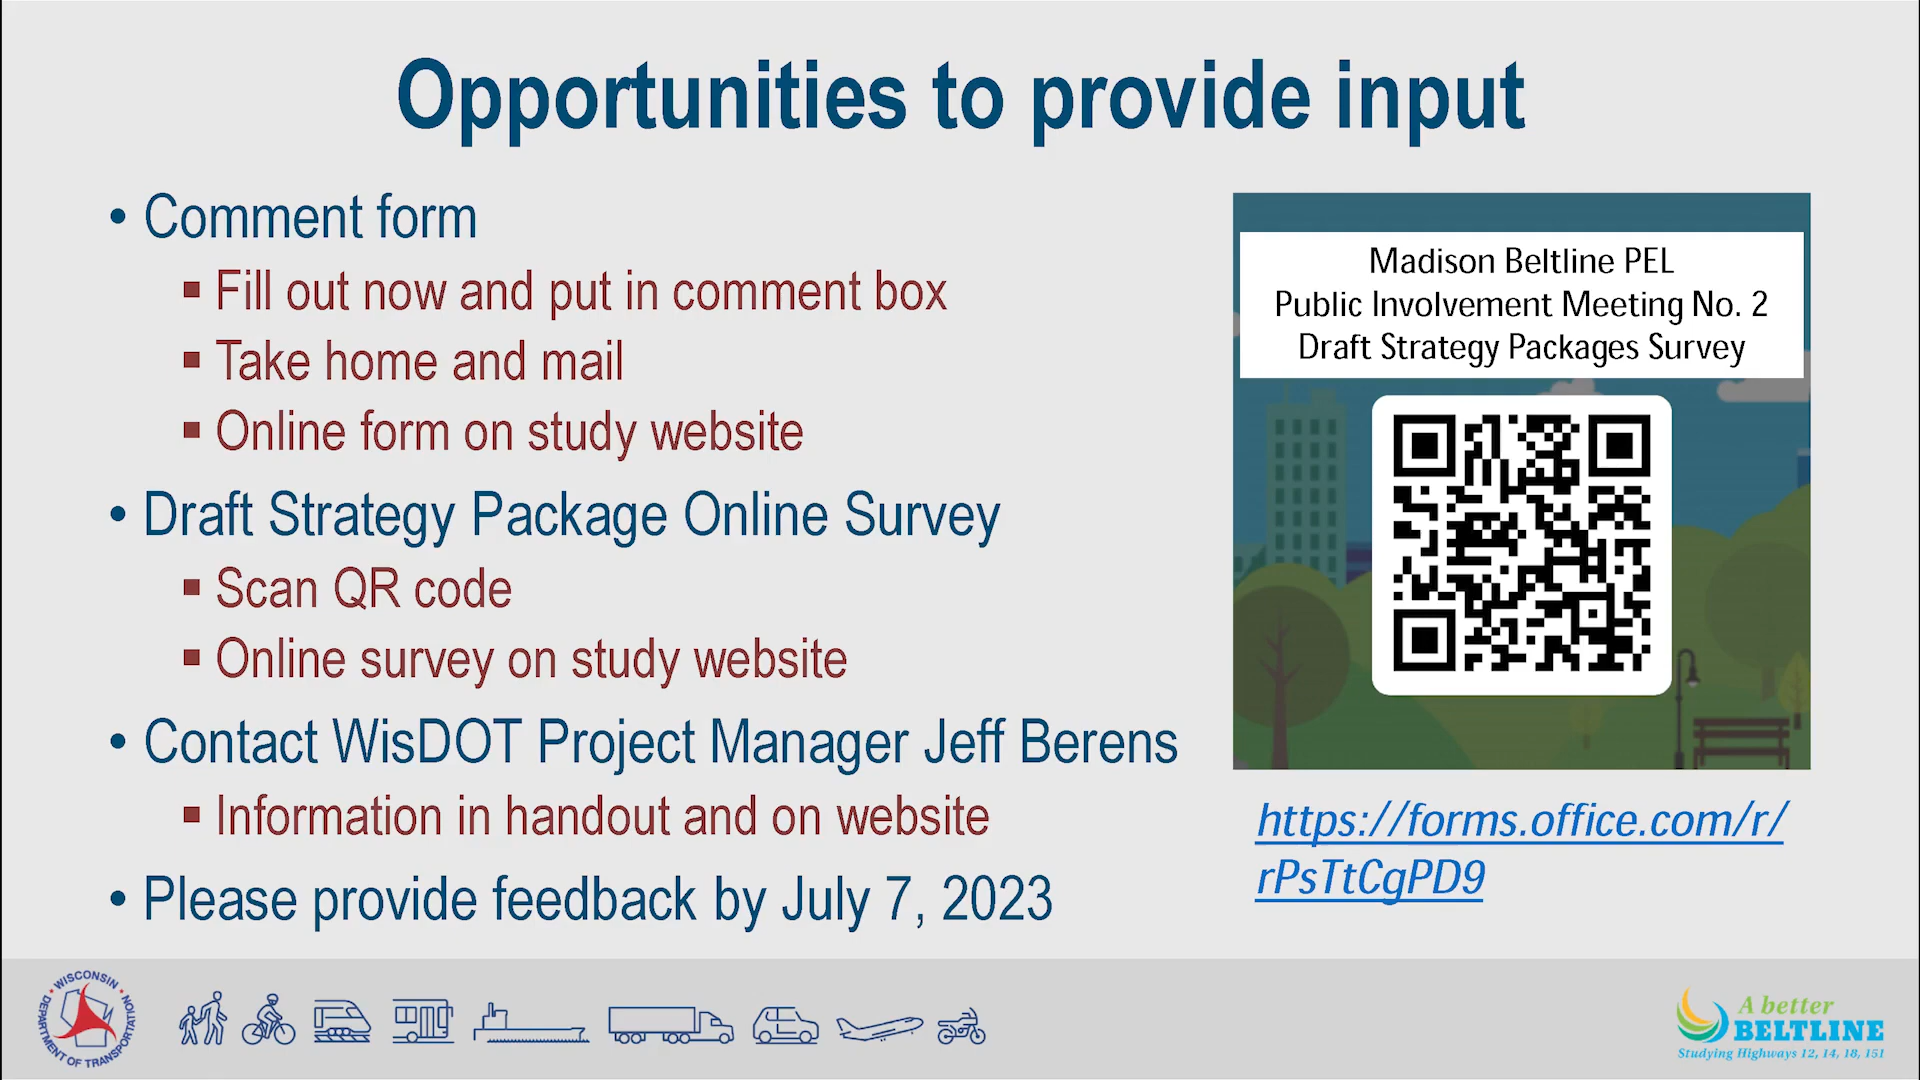 Opportunities to provide input
• Comment form
▪ Fill out now and put in comment box
▪ Take home and mail
▪ Online form on study website
• Draft Strategy Package Online Survey
▪ Scan QR code
▪ Online survey on study website
• Contact WisDOT Project Manager Jeff Berens
▪ Information in handout and on website
• Please provide feedback by July 7, 2023
Madison Beltline PEL
Public Involvement Meeting No. 2
Draft Strategy Packages Survey
https://forms.office.com/r/
rPsTtCgPD9
WISCONSIN
DEPARTMENT OF TRANSPORTATION
A better
BELTLINE
Studying Highways 12, 14, 18, 151